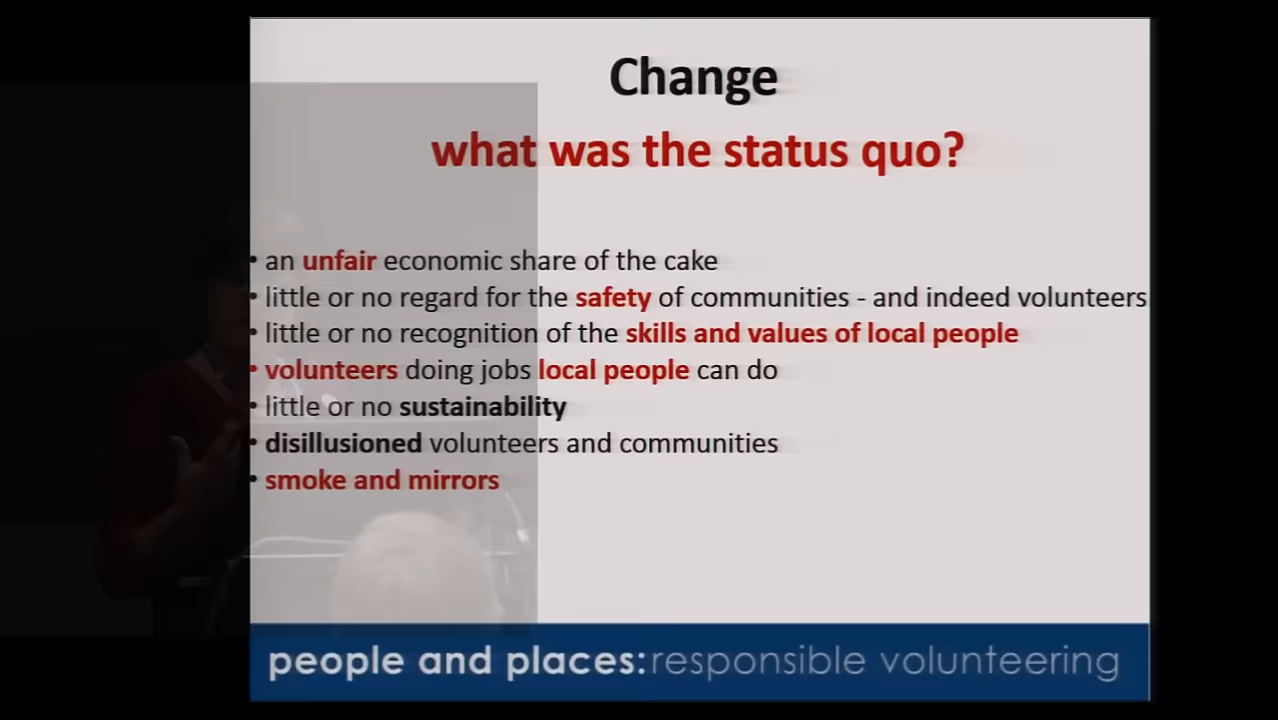 Change
what was the status quo?
• an unfair economic share of the cake
• little or no regard for the safety of communities - and indeed volunteers
• little or no recognition of the skills and values of local people
• volunteers doing jobs local people can do
• little or no sustainability
• disillusioned volunteers and communities
• smoke and mirrors
people and places: responsible volunteering